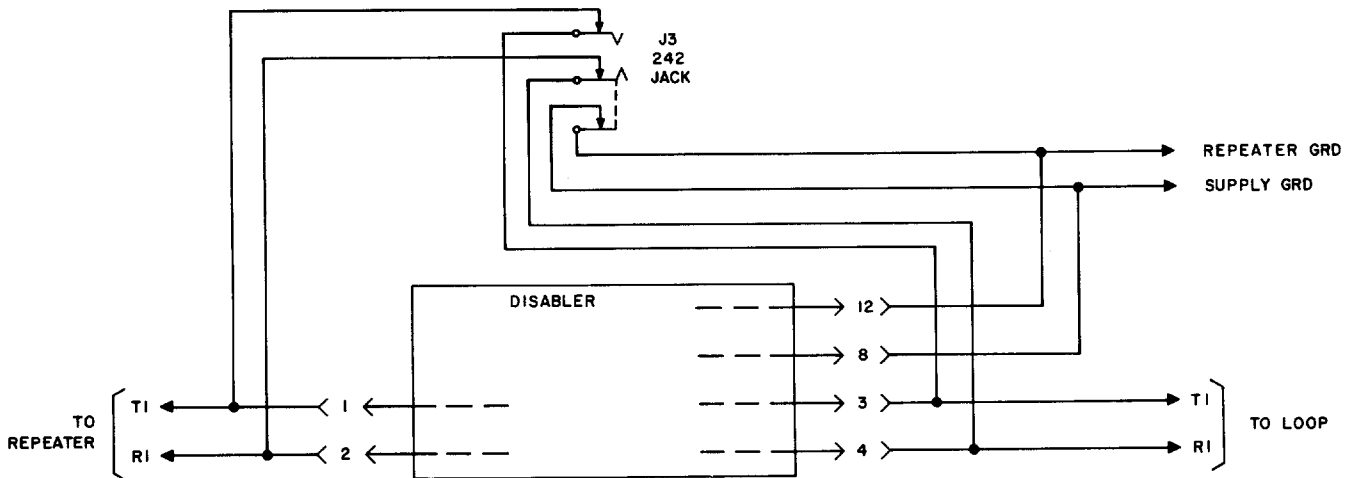 J3
242
JACK
REPEATER GRD
SUPPLY GRD
DISABLER
12
8
TO
REPEATER
T1
R1
1
2
3
4
T1
R1
TO LOOP